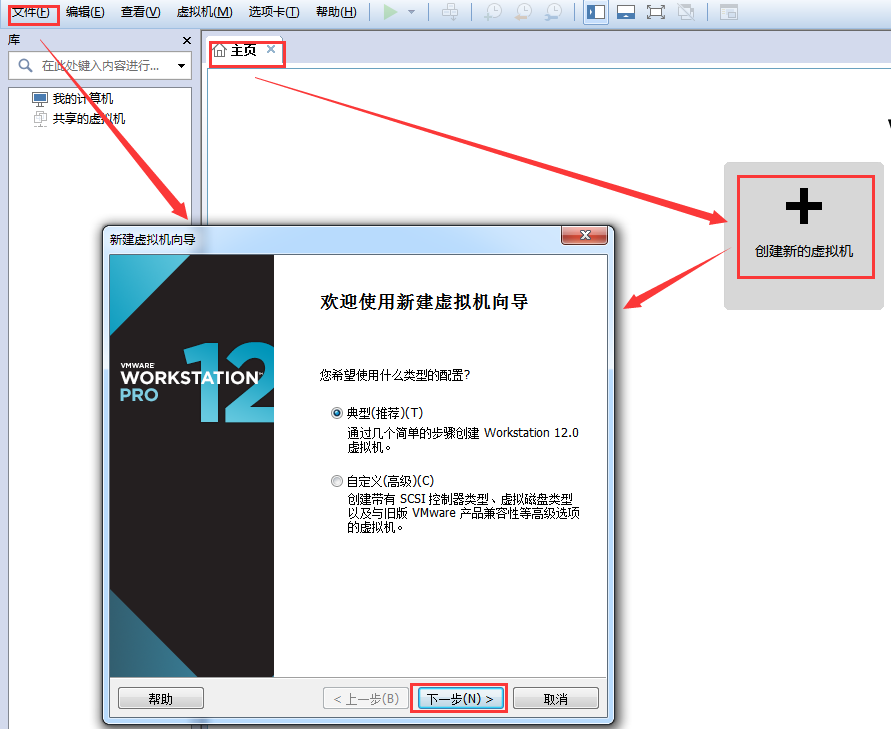 文件(F) 编辑(E) 查看(V) 虚拟机(M) 选项卡(T) 帮助(H)
库
主页
在此处键入内容进行...
我的计算机
共享的虚拟机
创建新的虚拟机
新建虚拟机向导
欢迎使用新建虚拟机向导
您希望使用什么类型的配置?
典型(推荐)(T)
通过几个简单的步骤创建 Workstation 12.0
虚拟机。
自定义(高级)(C)
创建带有 SCSI 控制器类型、虚拟磁盘类型
以及与旧版 VMware 产品兼容性等高级选项
的虚拟机。
VMWARE
WORKSTATION™
PRO
12
帮助
< 上一步(B)
下一步(N) >
取消